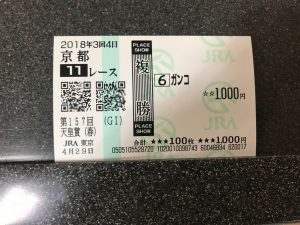 2018年3回4日
京都
11レース
第157回 (G1)
天皇賞(春)
JRA 東京
4月29日
PLACE SHOW
複勝
PLACE SHOW
6 ガンコ
☆☆1,000円
JRA
合計 ★★★100枚 ★★★1,000円